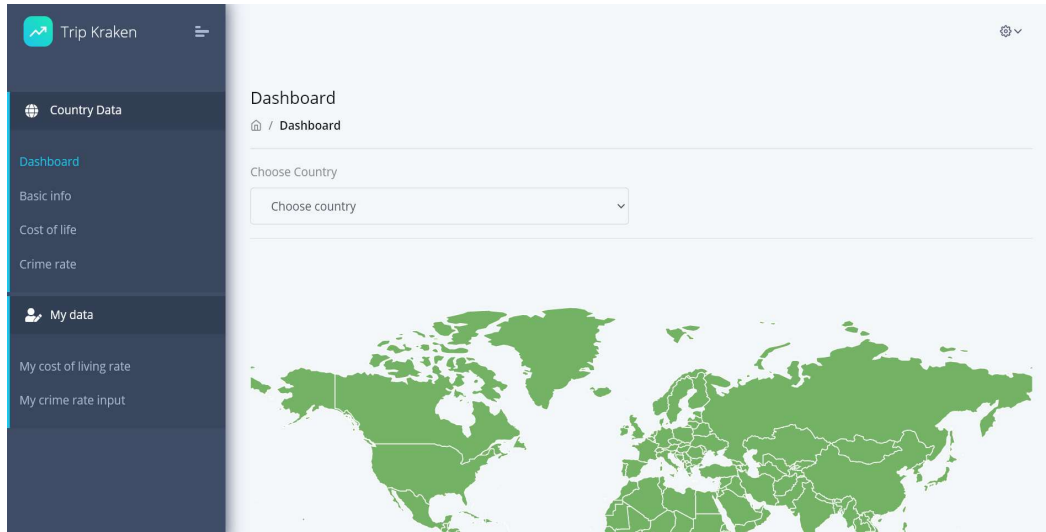 Trip Kraken
Country Data
Dashboard
Basic info
Cost of life
Crime rate
My data
My cost of living rate
My crime rate input
Dashboard
/ Dashboard
Choose Country
Choose country